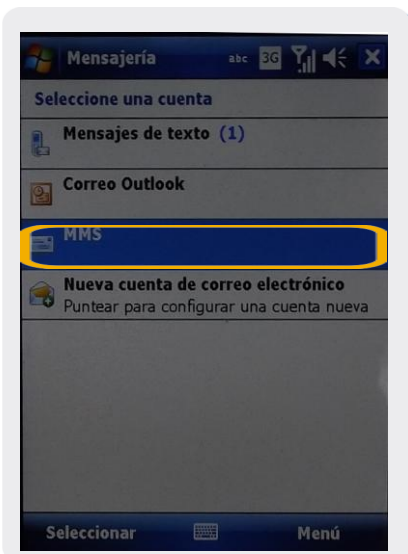 Mensajería abc 3G
Seleccione una cuenta
Mensajes de texto (1)
Correo Outlook
MMS
Nueva cuenta de correo electrónico
Puntear para configurar una cuenta nueva
Seleccionar Menú